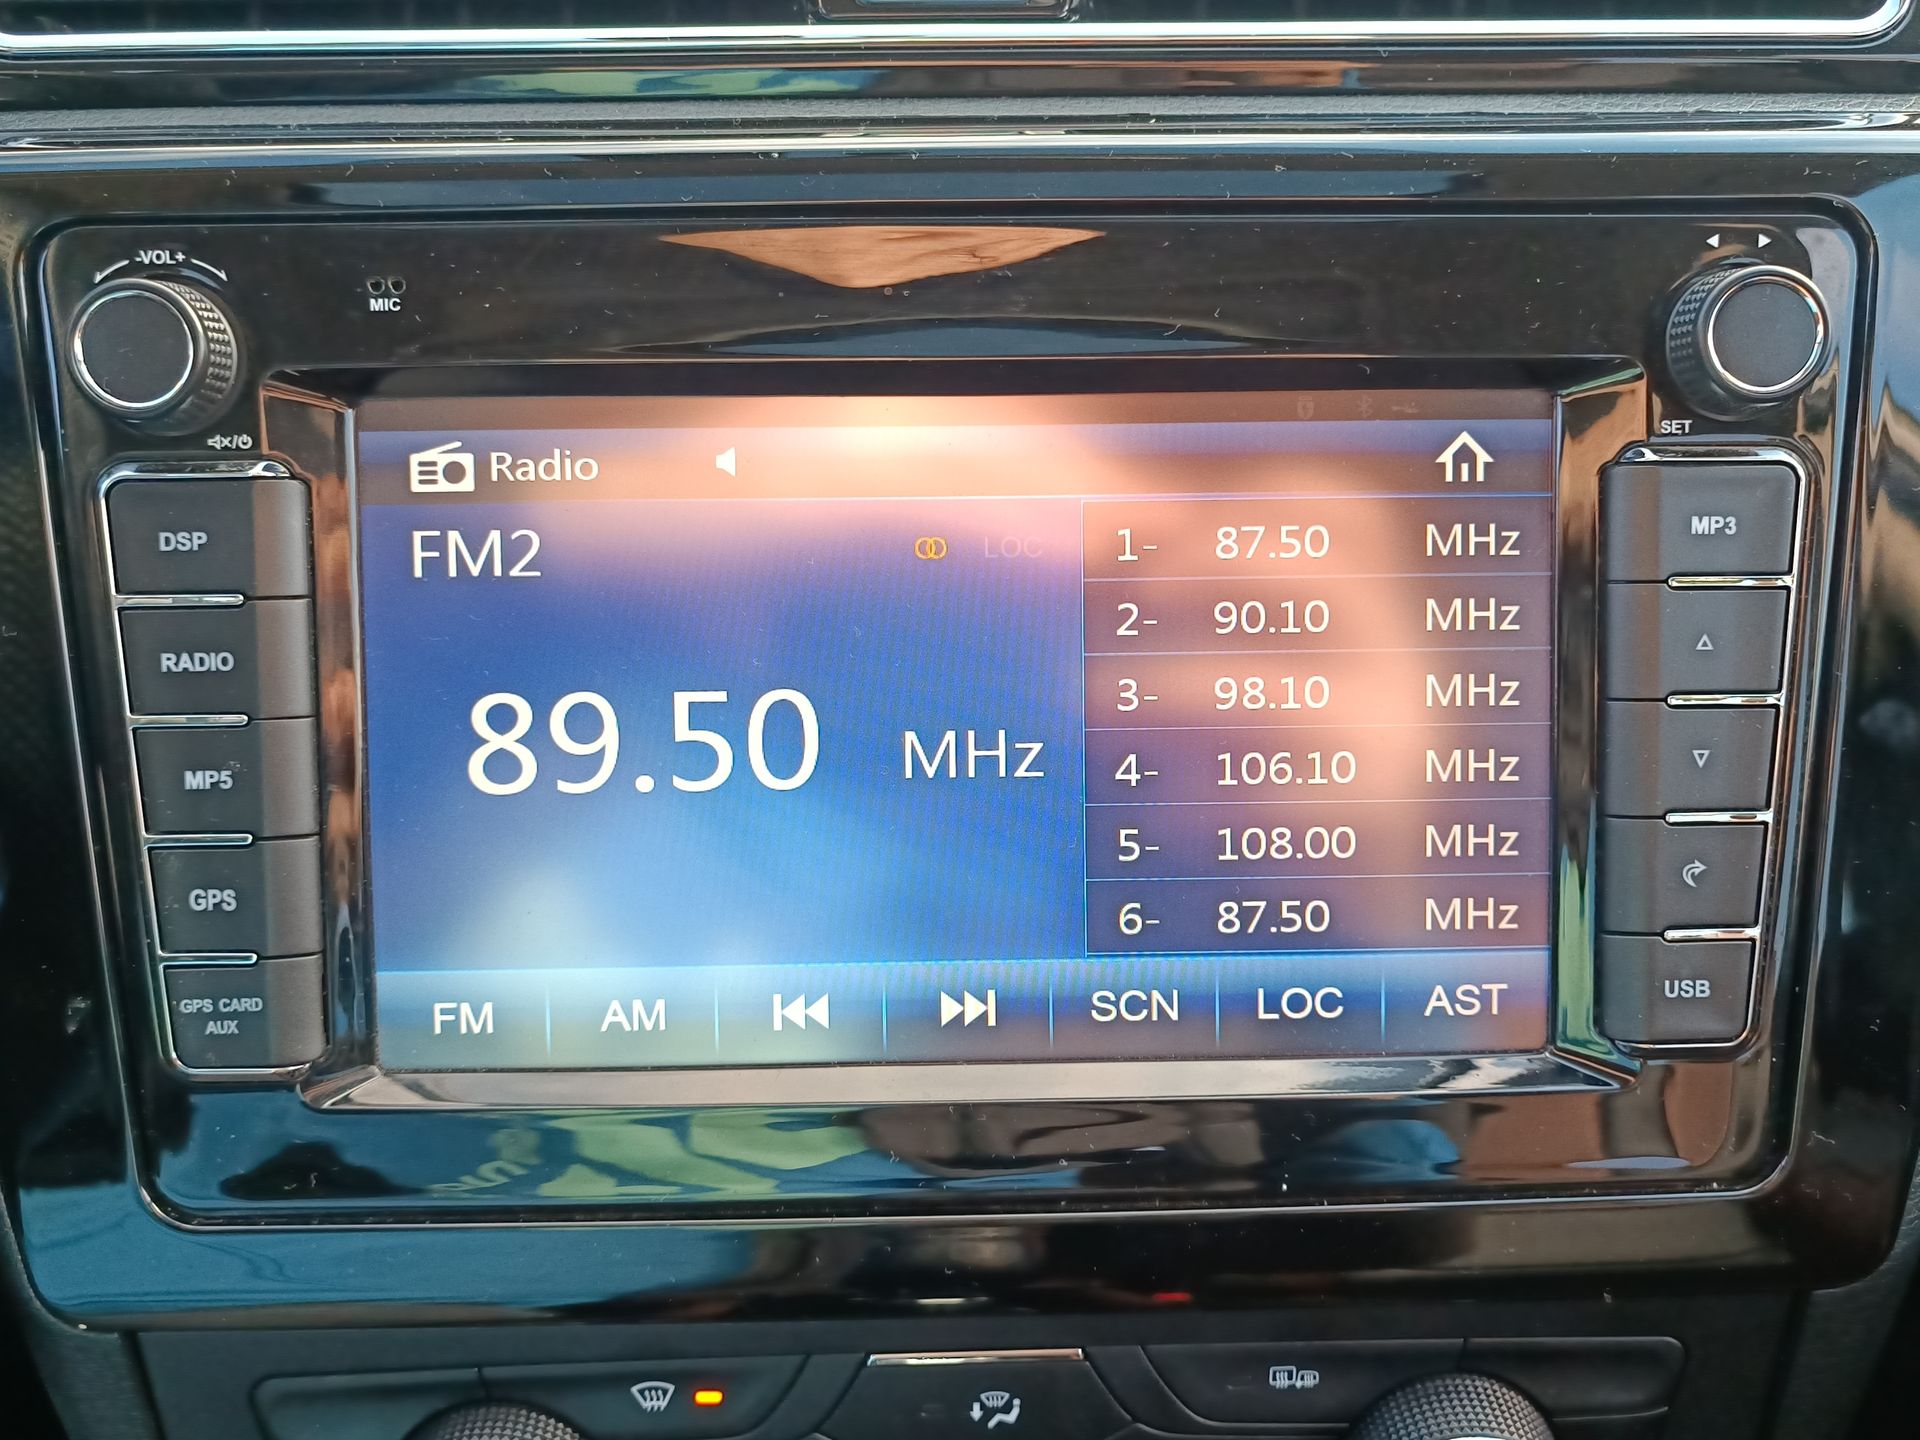 -VOL+
MIC
SET
Radio
FM2
LOC
89.50 MHz
1- 87.50 MHz
2- 90.10 MHz
3- 98.10 MHz
4- 106.10 MHz
5- 108.00 MHz
6- 87.50 MHz
FM AM SCN LOC AST
DSP
RADIO
MP5
GPS
GPS CARD
AUX
MP3
USB